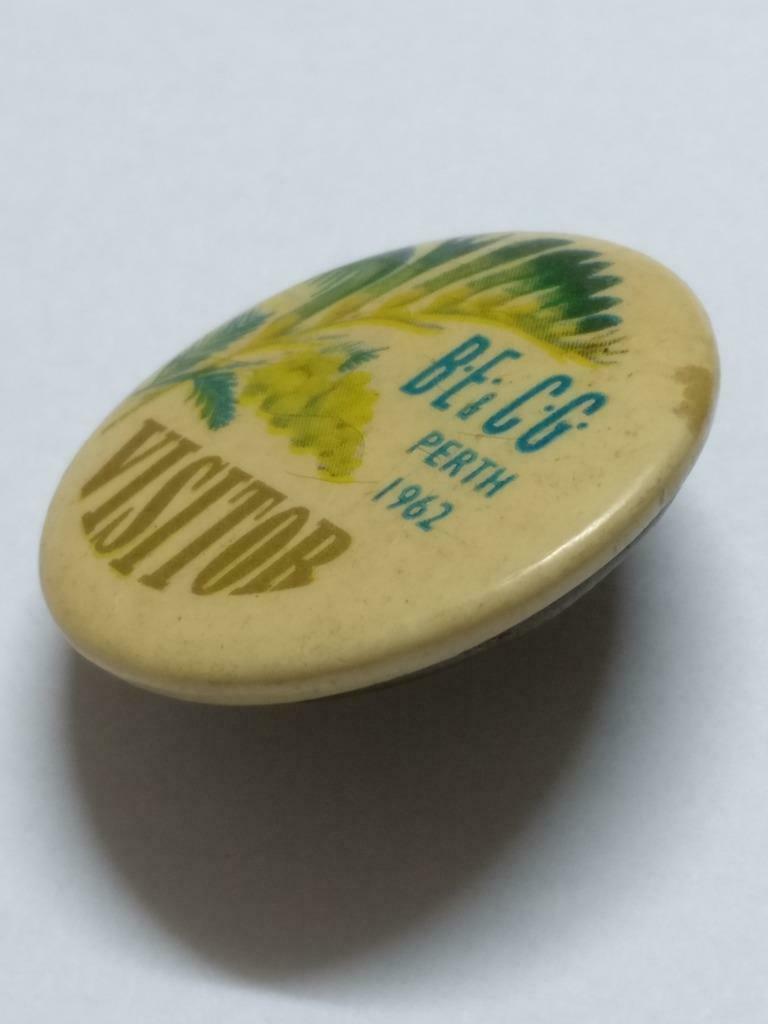 B.E.&C.G.
PERTH
1962
VISITOR